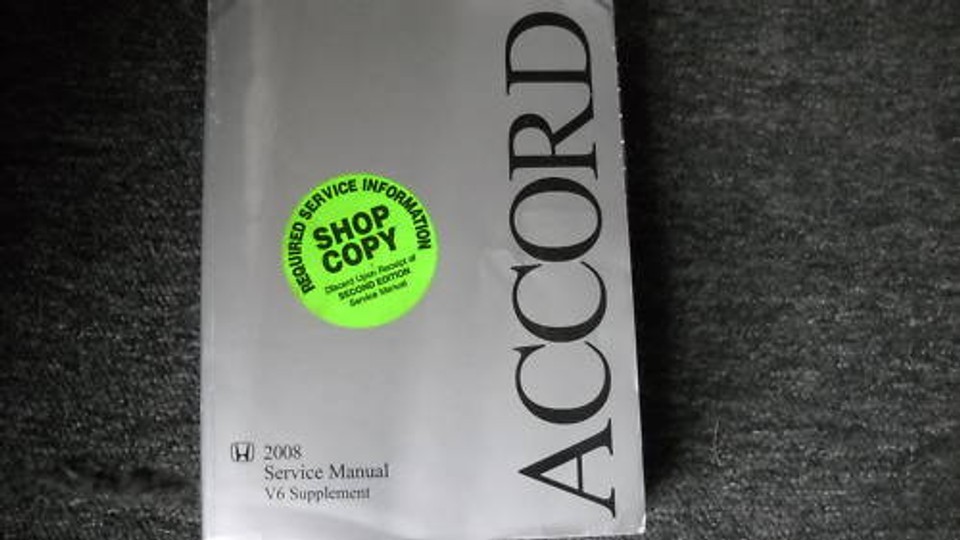 ACCORD
REQUIRED SERVICE INFORMATION
SHOP
COPY
Discard Upon Receipt of
SECOND EDITION
Service Manual
2008
Service Manual
V6 Supplement